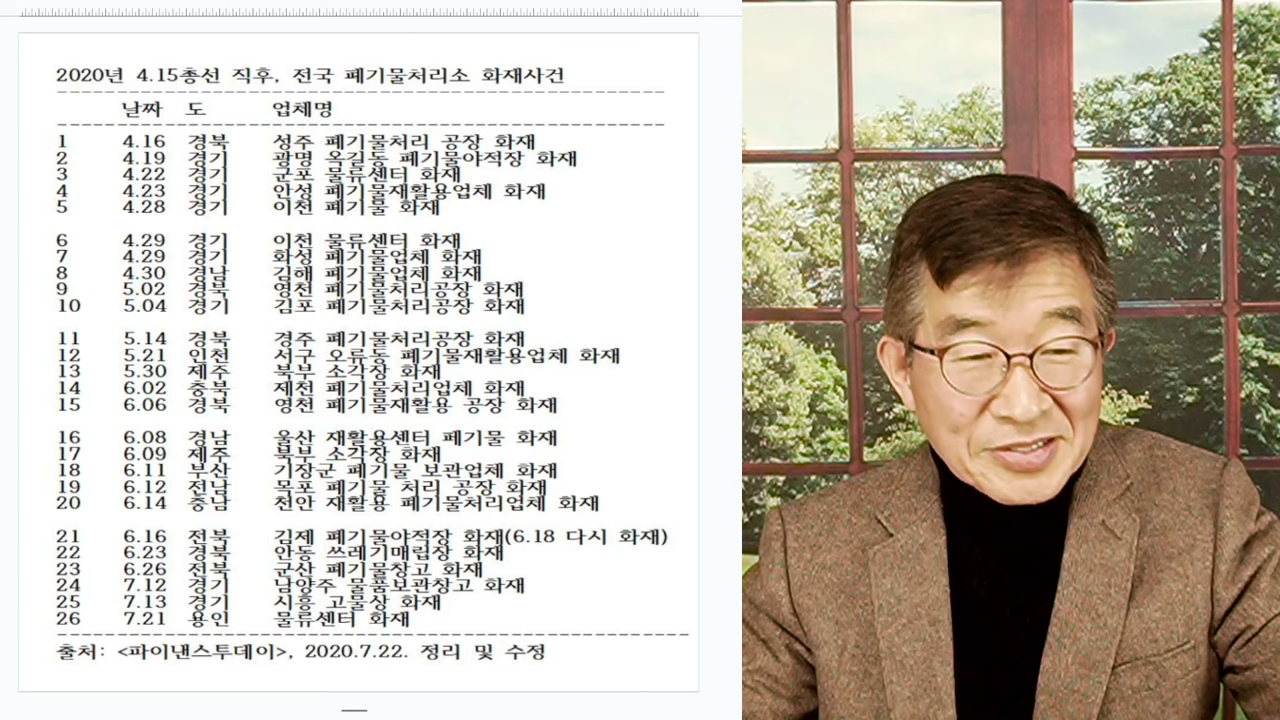 2020년 4.15총선 직후, 전국 폐기물처리소 화재사건
날짜 도 업체명
1 4.16 경북 성주 폐기물처리 공장 화재
2 4.19 경기 광명 옥길동 폐기물야적장 화재
3 4.22 경기 군포 물류센터 화재
4 4.23 경기 안성 폐기물재활용업체 화재
5 4.28 경기 이천 폐기물 화재
6 4.29 경기 이천 물류센터 화재
7 4.29 경기 화성 폐기물업체 화재
8 4.30 경남 김해 폐기물업체 화재
9 5.02 경북 영천 폐기물처리공장 화재
10 5.04 경기 김포 폐기물처리공장 화재
11 5.14 경북 경주 폐기물처리공장 화재
12 5.21 인천 서구 오류동 폐기물재활용업체 화재
13 5.30 제주 북부 소각장 화재
14 6.02 충북 제천 폐기물처리업체 화재
15 6.06 경북 영천 폐기물재활용 공장 화재
16 6.08 경남 울산 재활용센터 폐기물 화재
17 6.09 제주 북부 소각장 화재
18 6.11 부산 기장군 폐기물 보관업체 화재
19 6.12 전남 목포 폐기물 처리 공장 화재
20 6.14 충남 천안 재활용 폐기물처리업체 화재
21 6.16 전북 김제 폐기물야적장 화재(6.18 다시 화재)
22 6.23 경북 안동 쓰레기매립장 화재
23 6.26 전북 군산 폐기물창고 화재
24 7.12 경기 남양주 물품보관창고 화재
25 7.13 경기 시흥 고물상 화재
26 7.21 용인 물류센터 화재
출처: <파이낸스투데이>, 2020.7.22. 정리 및 수정